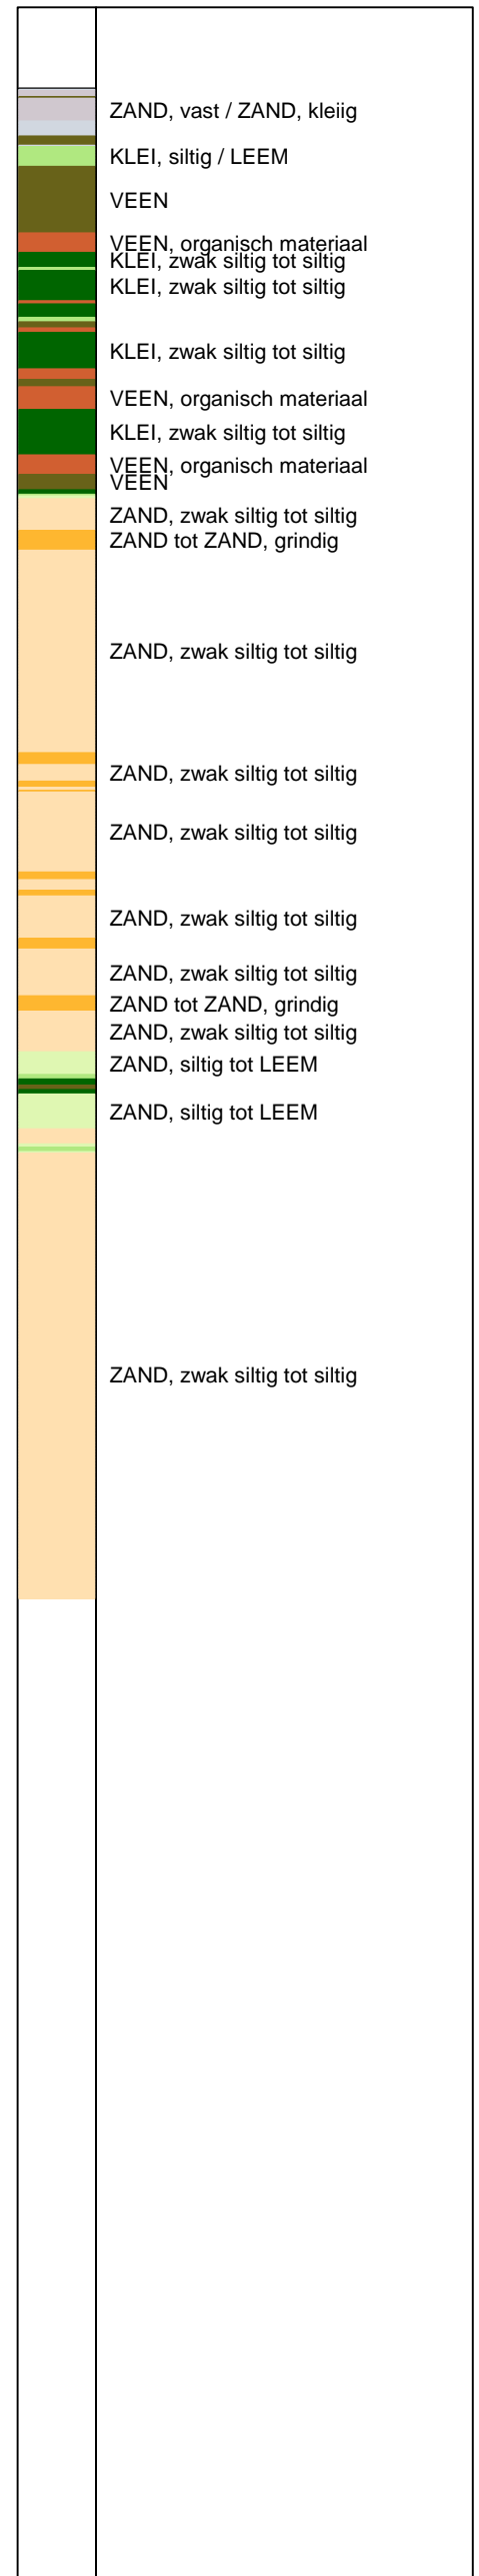 ZAND, vast / ZAND, kleiig
KLEI, siltig / LEEM
VEEN
VEEN, organisch materiaal
KLEI, zwak siltig tot siltig
KLEI, zwak siltig tot siltig
KLEI, zwak siltig tot siltig
VEEN, organisch materiaal
KLEI, zwak siltig tot siltig
VEEN, organisch materiaal
VEEN
ZAND, zwak siltig tot siltig
ZAND tot ZAND, grindig
ZAND, zwak siltig tot siltig
ZAND, zwak siltig tot siltig
ZAND, zwak siltig tot siltig
ZAND, zwak siltig tot siltig
ZAND, zwak siltig tot siltig
ZAND tot ZAND, grindig
ZAND, zwak siltig tot siltig
ZAND, siltig tot LEEM
ZAND, siltig tot LEEM
ZAND, zwak siltig tot siltig